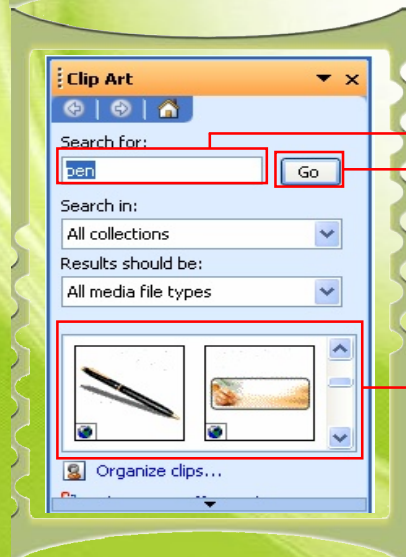 Clip Art
Search for:
pen
Go
Search in:
All collections
Results should be:
All media file types
Organize clips...